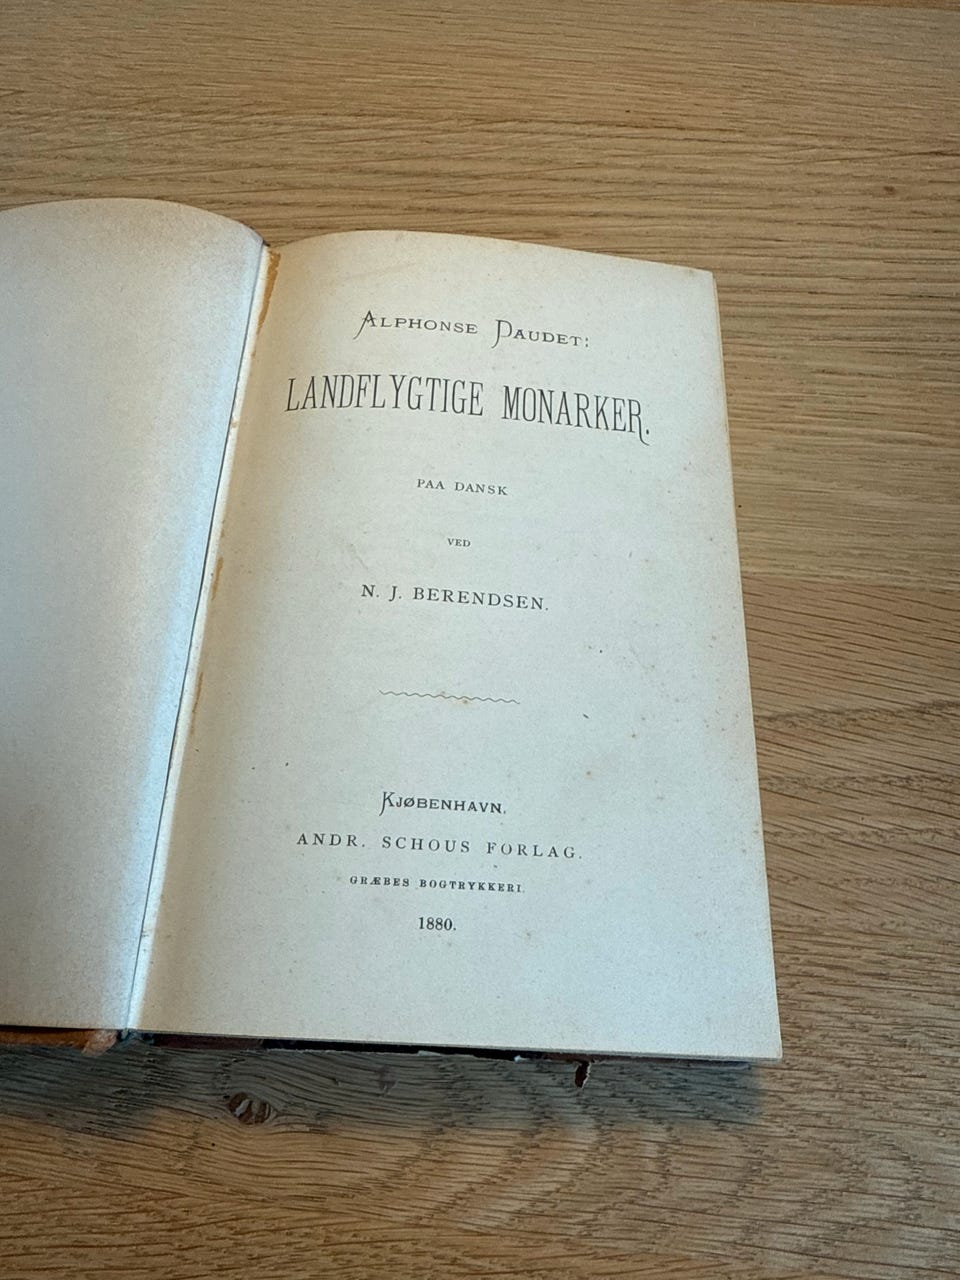 ALPHONSE DAUDET:
LANDFLYGTIGE MONARKER.
PAA DANSK
VED
N. J. BERENDSEN.
KJØBENHAVN.
ANDR. SCHOUS FORLAG.
GRÆBES BOGTRYKKERI.
1880.